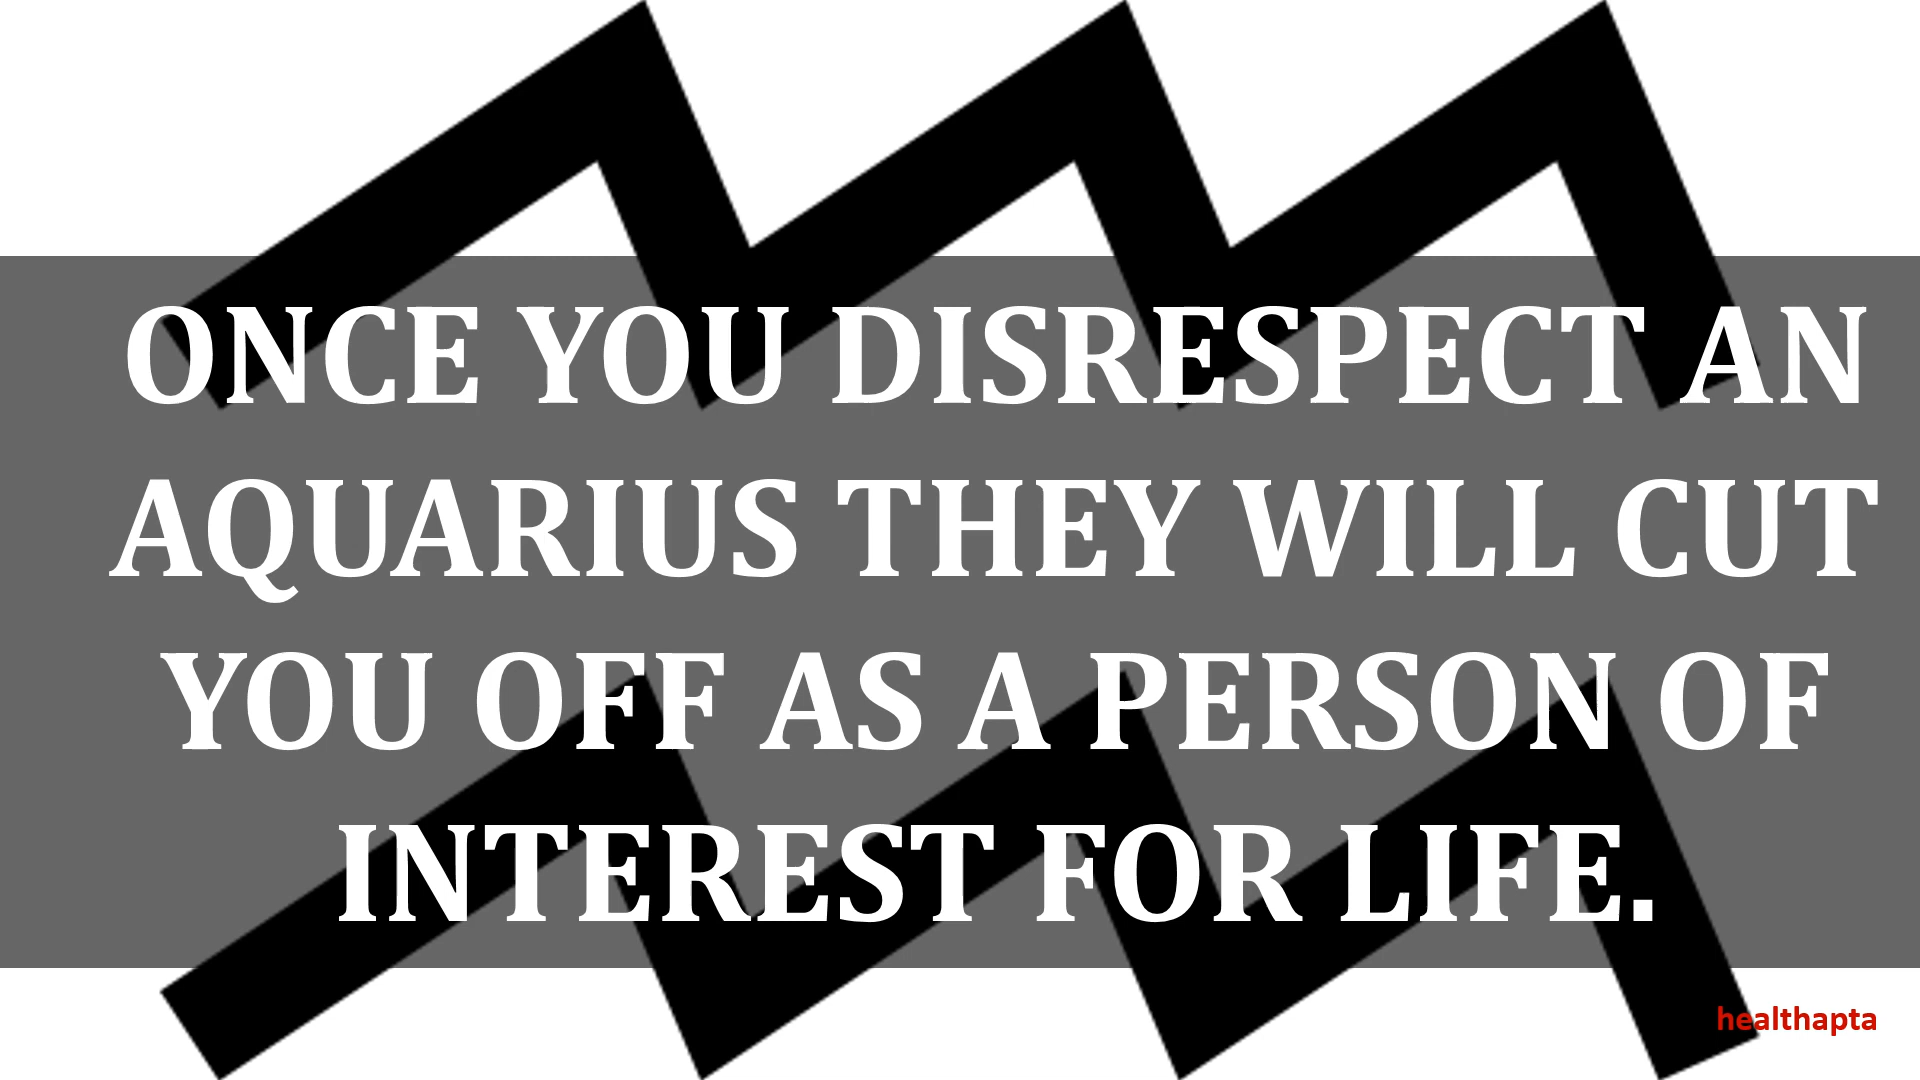 ONCE YOU DISRESPECT AN
AQUARIUS THEY WILL CUT
YOU OFF AS A PERSON OF
INTEREST FOR LIFE.
healthapta